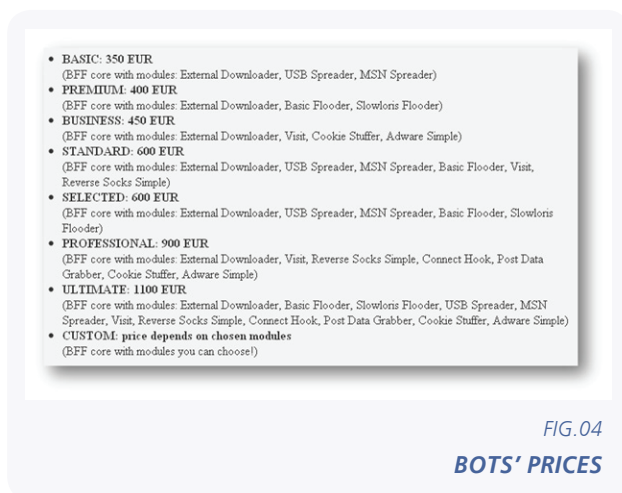 • BASIC: 350 EUR
(BFF core with modules: External Downloader, USB Spreader, MSN Spreader)
• PREMIUM: 400 EUR
(BFF core with modules: External Downloader, Basic Flooder, Slowloris Flooder)
• BUSINESS: 450 EUR
(BFF core with modules: External Downloader, Visit, Cookie Stuffer, Adware Simple)
• STANDARD: 600 EUR
(BFF core with modules: External Downloader, USB Spreader, MSN Spreader, Basic Flooder, Visit,
Reverse Socks Simple)
• SELECTED: 600 EUR
(BFF core with modules: External Downloader, USB Spreader, MSN Spreader, Basic Flooder, Slowloris
Flooder)
• PROFESSIONAL: 900 EUR
(BFF core with modules: External Downloader, Visit, Reverse Socks Simple, Connect Hook, Post Data
Grabber, Cookie Stuffer, Adware Simple)
• ULTIMATE: 1100 EUR
(BFF core with modules: External Downloader, Basic Flooder, Slowloris Flooder, USB Spreader, MSN
Spreader, Visit, Reverse Socks Simple, Connect Hook, Post Data Grabber, Cookie Stuffer, Adware Simple)
• CUSTOM: price depends on chosen modules
(BFF core with modules you can choose!)
FIG.04
BOTS' PRICES